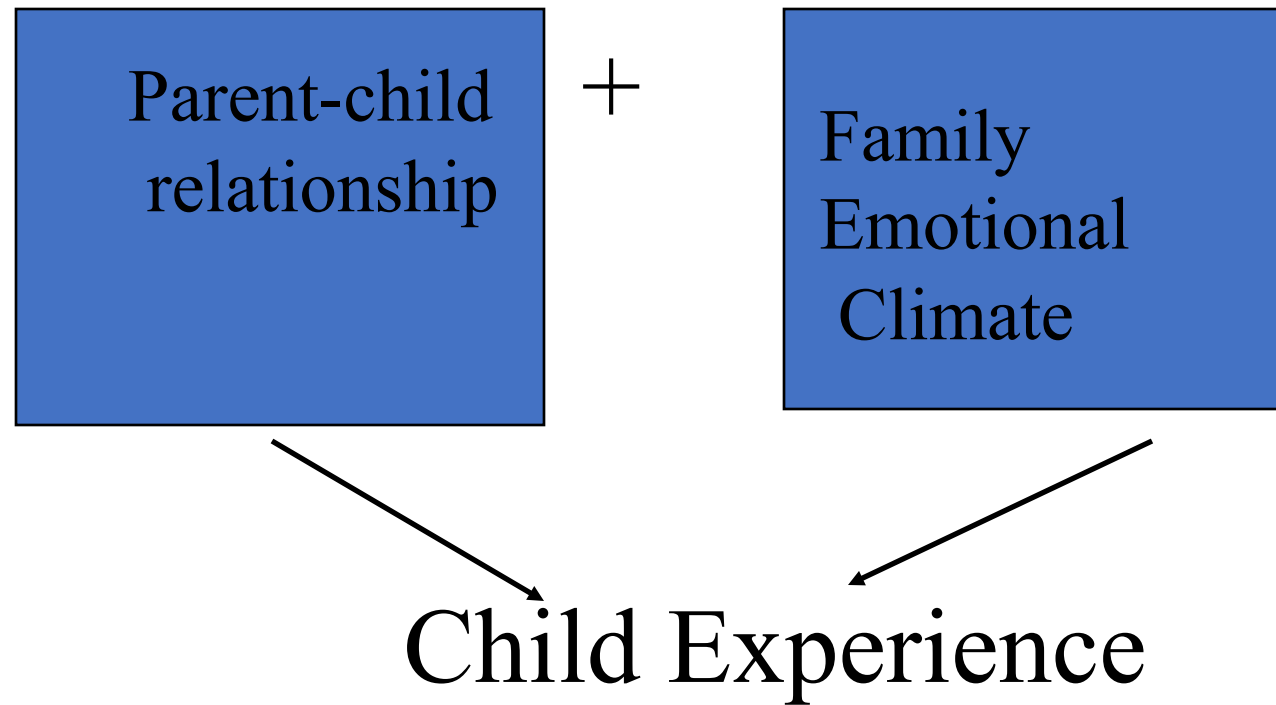 Parent-child
relationship
+
Family
Emotional
Climate
Child Experience